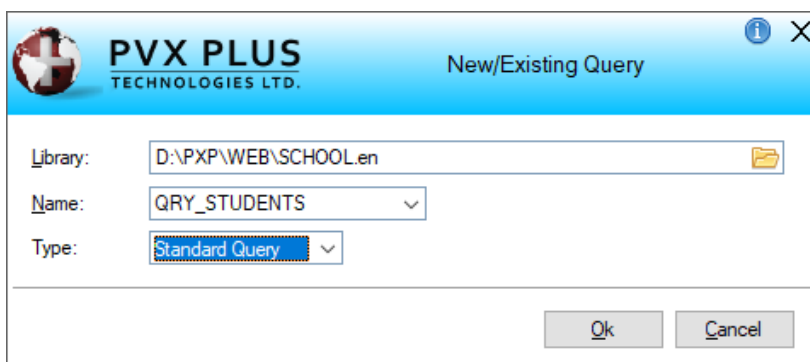 PVX PLUS
TECHNOLOGIES LTD.
New/Existing Query
Library: D:\PXP\WEB\SCHOOL.en
Name: QRY_STUDENTS
Type: Standard Query
Ok Cancel